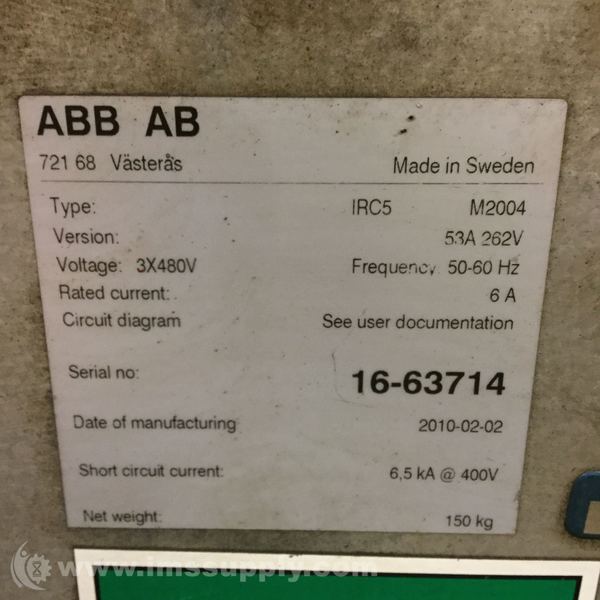 ABB AB
721 68 Västerås Made in Sweden
Type: IRC5 M2004
Version: 53A 262V
Voltage: 3X480V Frequency: 50-60 Hz
Rated current: 6 A
Circuit diagram See user documentation
Serial no: 16-63714
Date of manufacturing 2010-02-02
Short circuit current: 6,5 kA @ 400V
Net weight: 150 kg
www.imssupply.com